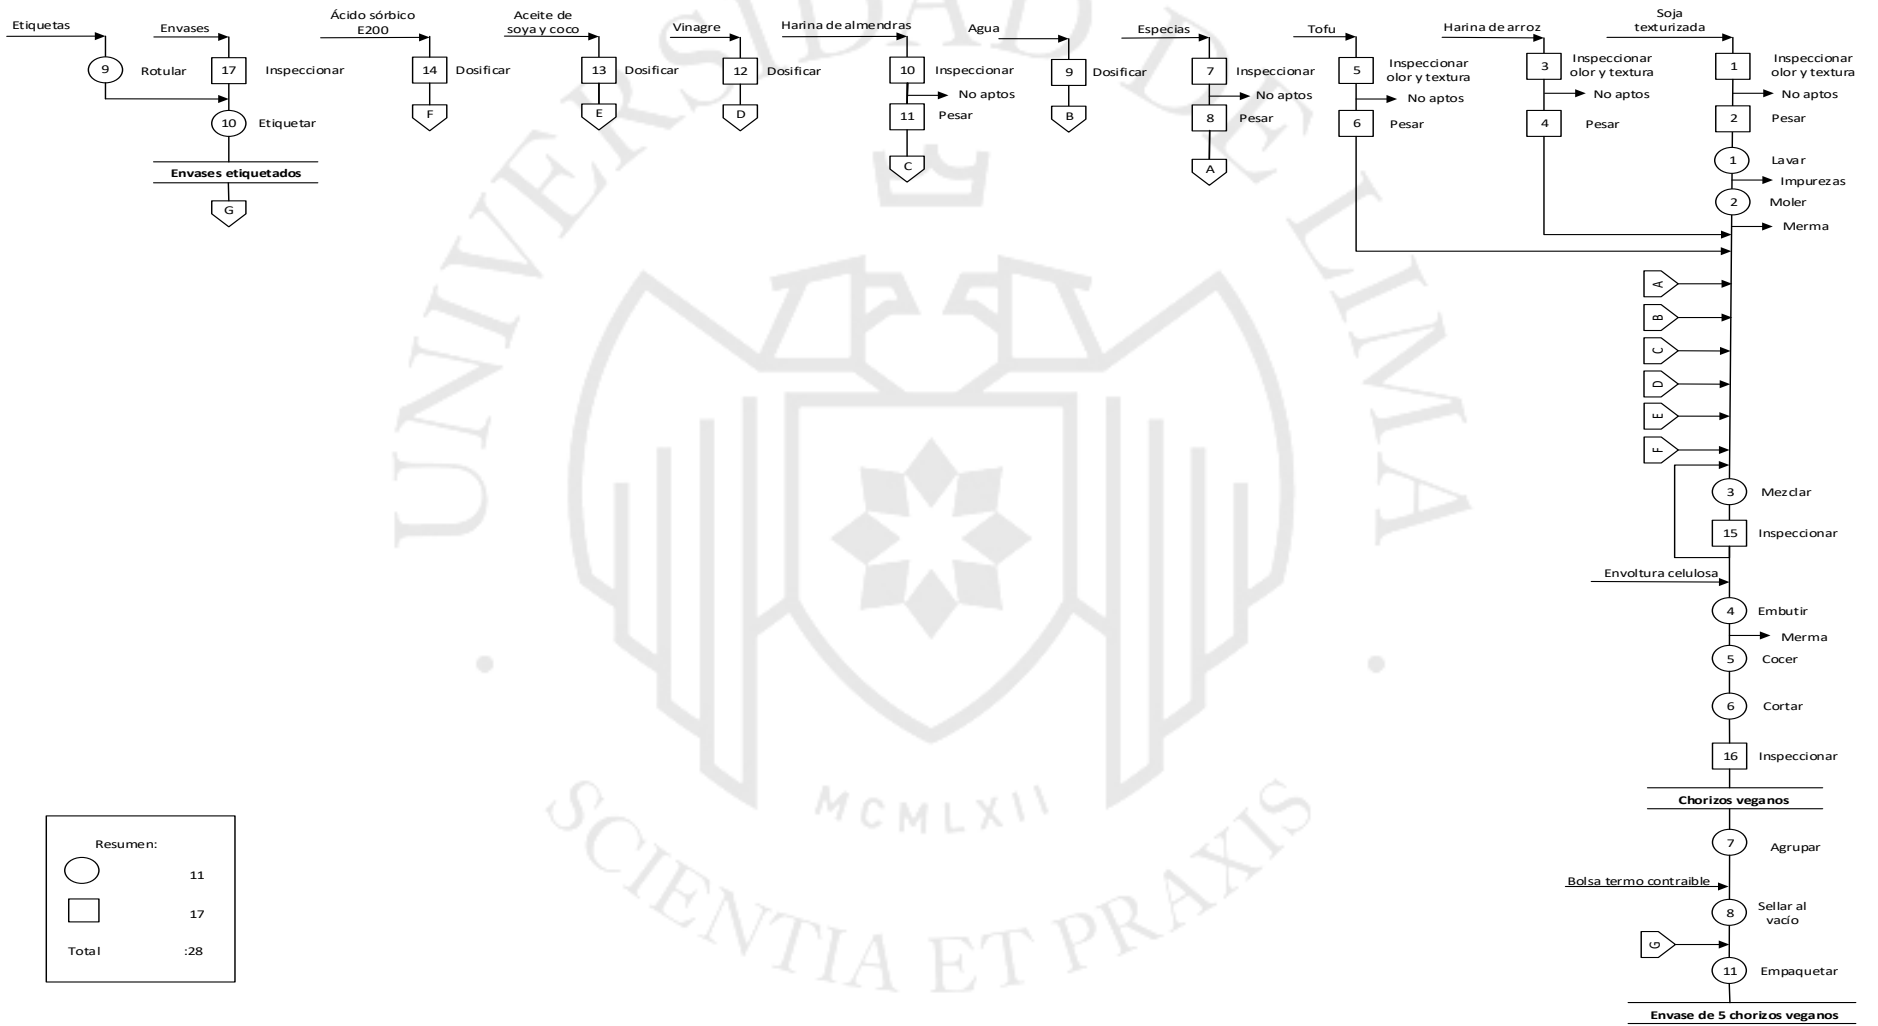 Etiquetas
9
Rotular
Envases
17
Inspeccionar
10
Etiquetar
Envases etiquetados
G
Ácido sórbico
E200
14
Dosificar
F
Aceite de
soya y coco
13
Dosificar
E
Vinagre
12
Dosificar
D
Harina de almendras
10
Inspeccionar
No aptos
11
Pesar
C
Agua
9
Dosificar
B
Especias
7
Inspeccionar
No aptos
8
Pesar
A
Tofu
5
Inspeccionar
olor y textura
No aptos
6
Pesar
Harina de arroz
3
Inspeccionar
olor y textura
No aptos
4
Pesar
Soja
texturizada
1
Inspeccionar
olor y textura
No aptos
2
Pesar
1
Lavar
Impurezas
2
Moler
Merma
A
B
C
D
E
F
3
Mezclar
15
Inspeccionar
Envoltura celulosa
4
Embutir
Merma
5
Cocer
6
Cortar
16
Inspeccionar
Chorizos veganos
7
Agrupar
Bolsa termo contraible
8
Sellar al
vacío
G
11
Empaquetar
Envase de 5 chorizos veganos
Resumen:
11
17
Total :28
UNIVERSIDAD DE LIMA
MCMLXII
SCIENTIA ET PRAXIS